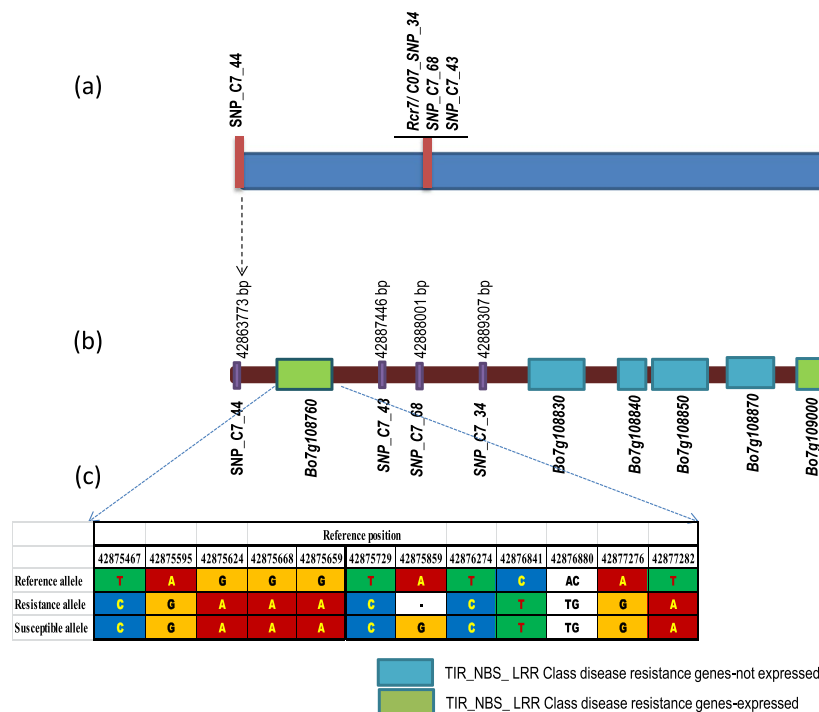 (a)
SNP_C7_44
Rcr7/ C07_SNP_34
SNP_C7_68
SNP_C7_43
(b)
42863773 bp
42887446 bp
42888001 bp
42889307 bp
SNP_C7_44
Bo7g108760
SNP_C7_43
SNP_C7_68
SNP_C7_34
Bo7g108830
Bo7g108840
Bo7g108850
Bo7g108870
Bo7g109000
(c)
Reference position
42875467 42875595 42875624 42875668 42875659 42875729 42875859 42876274 42876841 42876880 42877276 42877282
Reference allele T A G G G T A T C AC A T
Resistance allele C G A A A C - C T TG G A
Susceptible allele C G A A A C G C T TG G A
TIR_NBS_ LRR Class disease resistance genes-not expressed
TIR_NBS_ LRR Class disease resistance genes-expressed